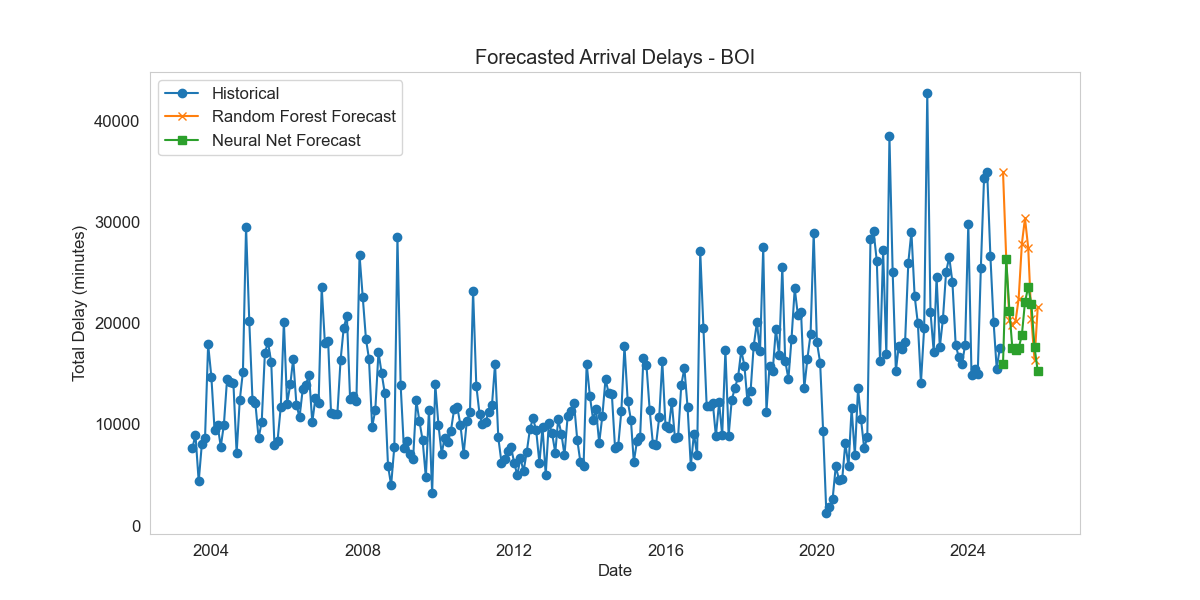 Forecasted Arrival Delays - BOI
Historical
Random Forest Forecast
Neural Net Forecast
Total Delay (minutes)
40000
30000
20000
10000
0
2004 2008 2012 2016 2020 2024
Date